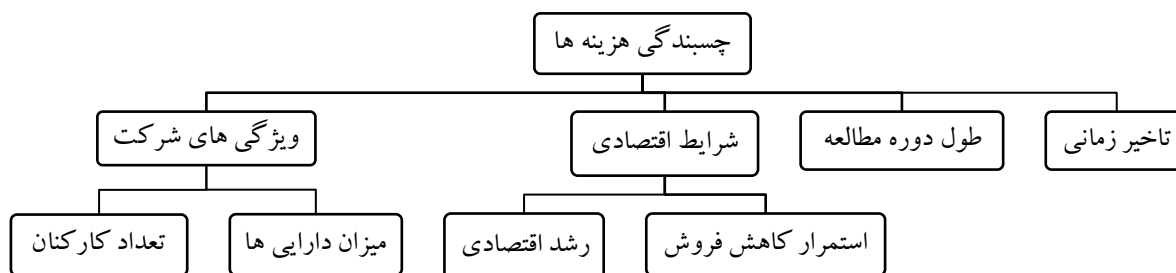 چسبندگی هزینه ها
تاخیر زمانی
طول دوره مطالعه
شرایط اقتصادی
ویژگی های شرکت
استمرار کاهش فروش
رشد اقتصادی
میزان دارایی ها
تعداد کارکنان